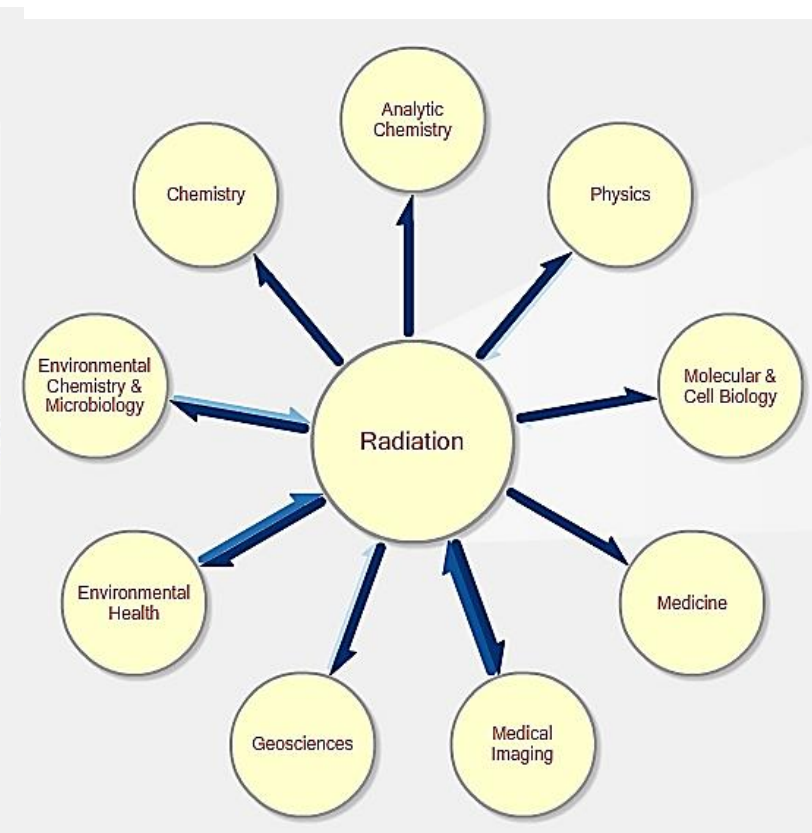 Analytic
Chemistry
Chemistry
Physics
Environmental
Chemistry &
Microbiology
Molecular &
Cell Biology
Radiation
Environmental
Health
Medicine
Geosciences
Medical
Imaging